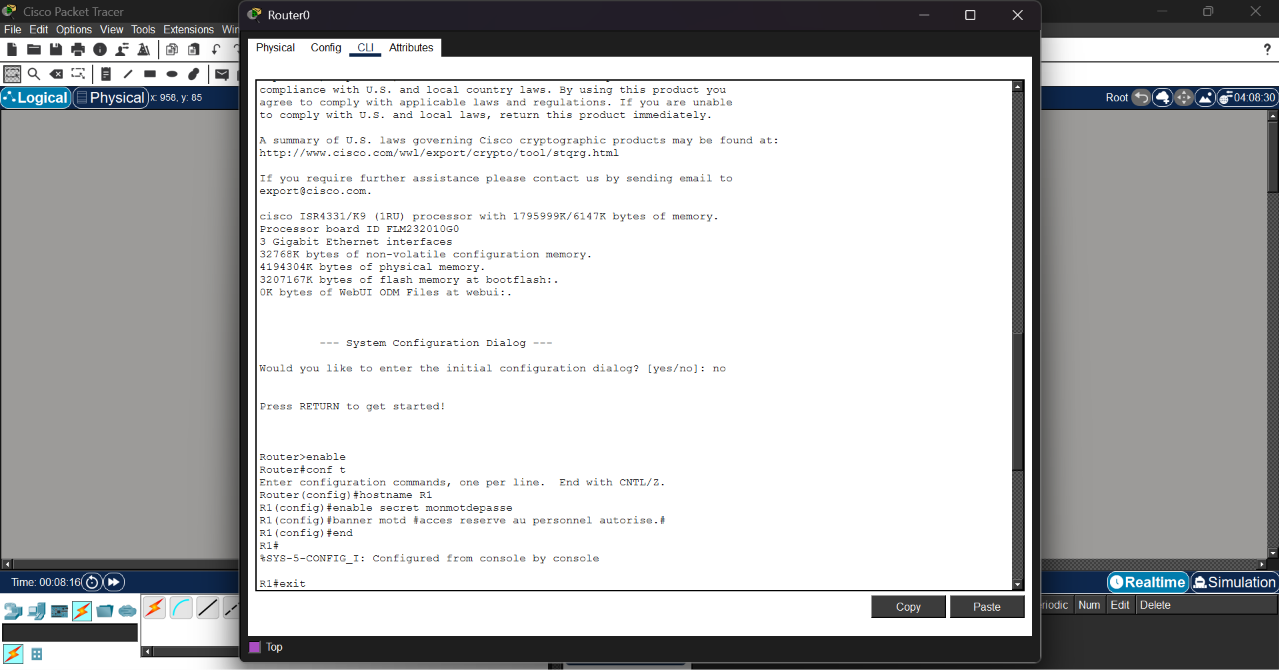 Cisco Packet Tracer
File Edit Options View Tools Extensions
Logical
Physical
x: 958, y: 85
Router0
Physical Config CLI Attributes
compliance with U.S. and local country laws. By using this product you
agree to comply with applicable laws and regulations. If you are unable
to comply with U.S. and local laws, return this product immediately.
A summary of U.S. laws governing Cisco cryptographic products may be found at:
http://www.cisco.com/wwl/export/crypto/tool/stqrg.html
If you require further assistance please contact us by sending email to
export@cisco.com.
cisco ISR4331/K9 (1RU) processor with 1795999K/6147K bytes of memory.
Processor board ID FLM232010G0
3 Gigabit Ethernet interfaces
32768K bytes of non-volatile configuration memory.
4194304K bytes of physical memory.
3207167K bytes of flash memory at bootflash:.
0K bytes of WebUI ODM Files at webui:.
--- System Configuration Dialog ---
Would you like to enter the initial configuration dialog? [yes/no]: no
Press RETURN to get started!
Router>enable
Router#conf t
Enter configuration commands, one per line.  End with CNTL/Z.
Router(config)#hostname R1
R1(config)#enable secret monmotdepasse
R1(config)#banner motd #acces reserve au personnel autorise.#
R1(config)#end
R1#
%SYS-5-CONFIG_I: Configured from console by console
R1#exit
Copy
Paste
Top
?
Root
04:08:30
Time: 00:08:16
Realtime
Simulation
Num Edit Delete